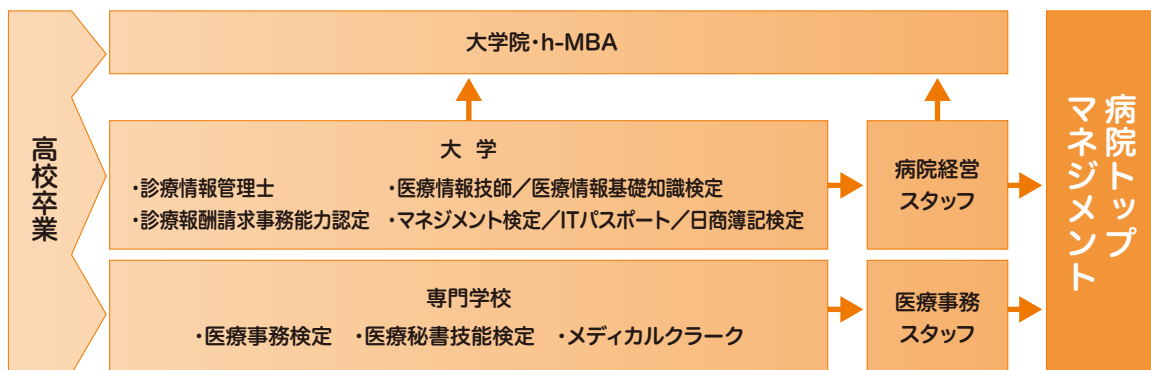 高校卒業
大学院・h-MBA
大 学
・診療情報管理士
・医療情報技師／医療情報基礎知識検定
・診療報酬請求事務能力認定
・マネジメント検定／ITパスポート／日商簿記検定
病院経営
スタッフ
専門学校
・医療事務検定 ・医療秘書技能検定 ・メディカルクラーク
医療事務
スタッフ
病院トップ
マネジメント